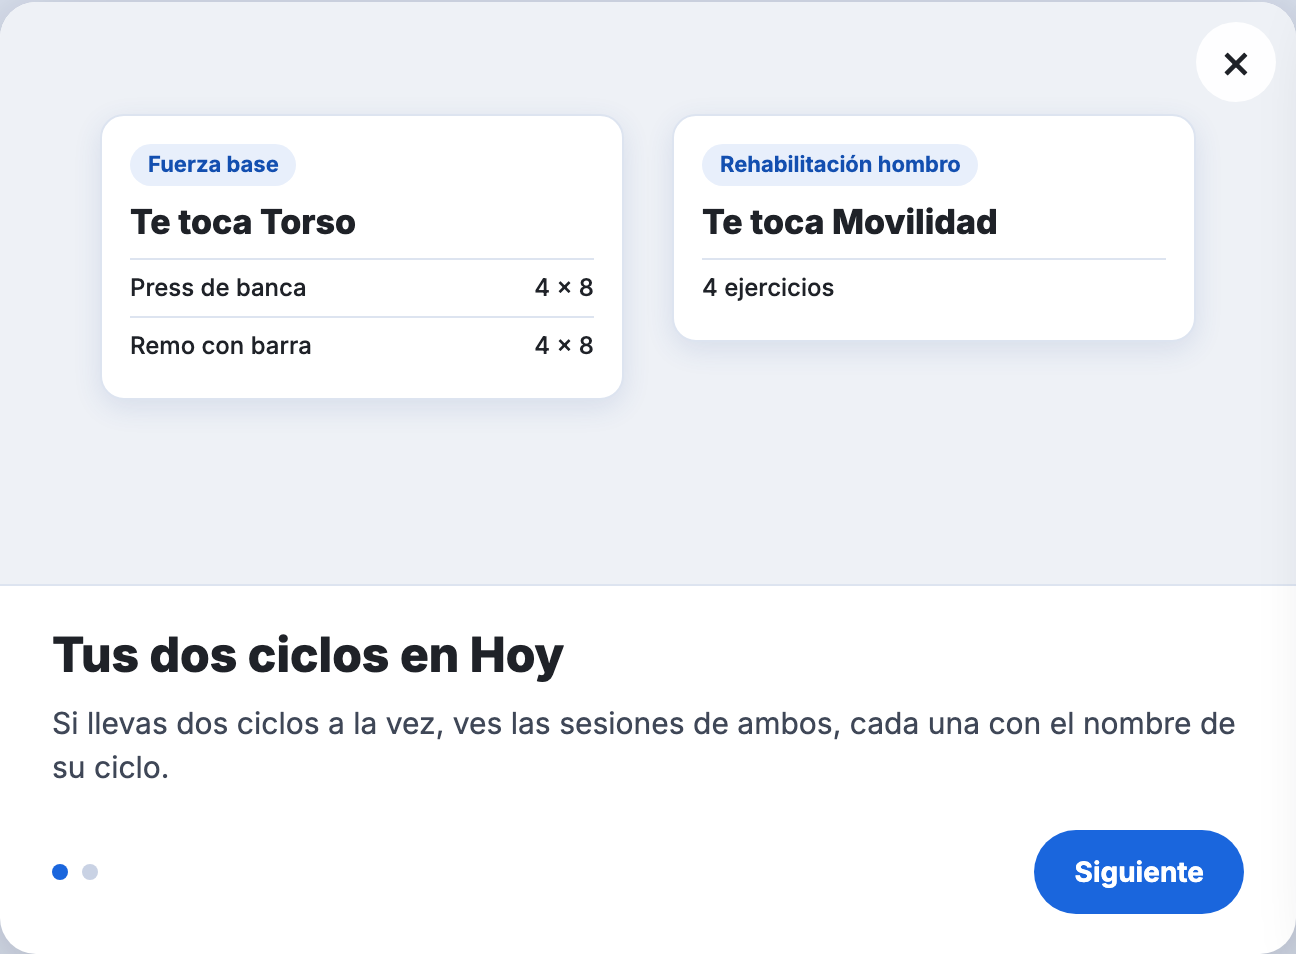 Fuerza base
Te toca Torso
Press de banca 4 × 8
Remo con barra 4 × 8
Rehabilitación hombro
Te toca Movilidad
4 ejercicios
Tus dos ciclos en Hoy
Si llevas dos ciclos a la vez, ves las sesiones de ambos, cada una con el nombre de
su ciclo.
Siguiente